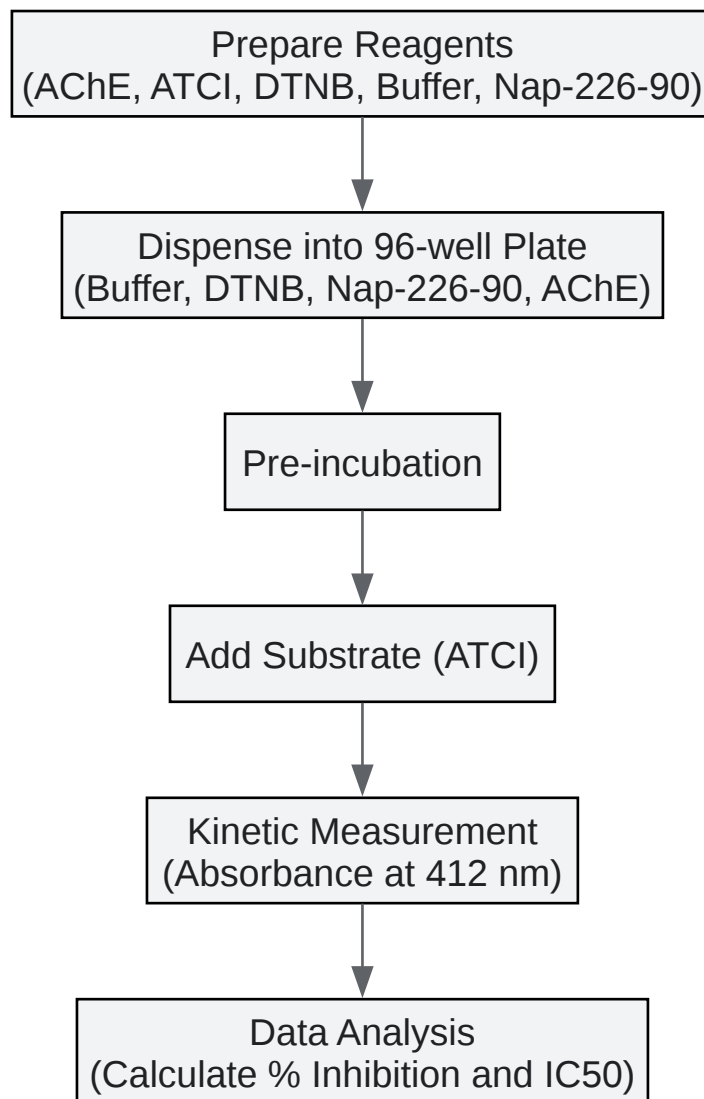 Prepare Reagents
(AChE, ATCI, DTNB, Buffer, Nap-226-90)
Dispense into 96-well Plate
(Buffer, DTNB, Nap-226-90, AChE)
Pre-incubation
Add Substrate (ATCI)
Kinetic Measurement
(Absorbance at 412 nm)
Data Analysis
(Calculate % Inhibition and IC50)